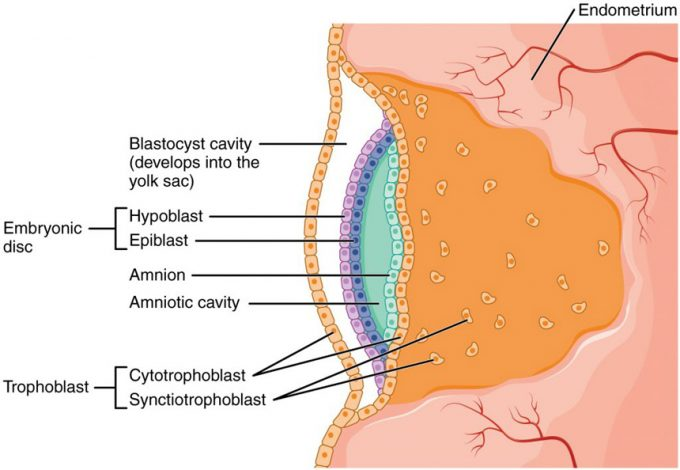 Endometrium
Blastocyst cavity
(develops into the
yolk sac)
Embryonic
disc
Hypoblast
Epiblast
Amnion
Amniotic cavity
Trophoblast
Cytotrophoblast
Synctiotrophoblast